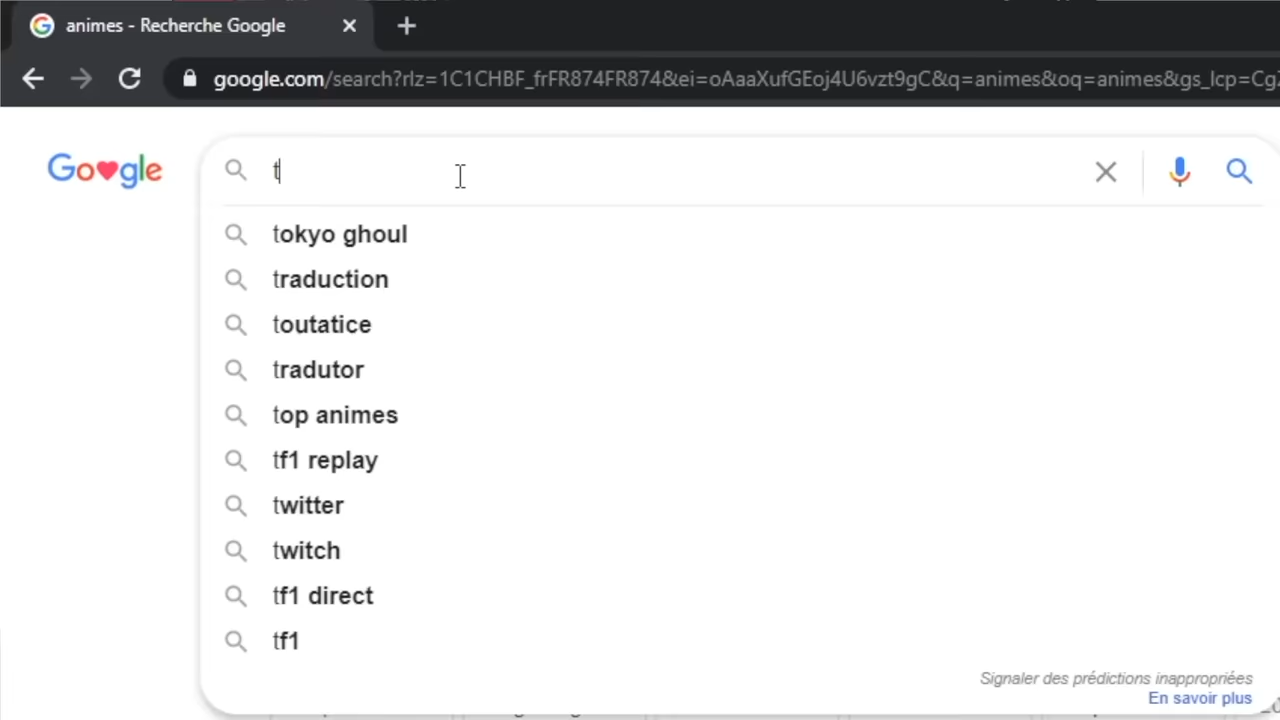 animes - Recherche Google
google.com/search?rlz=1C1CHBF_frFR874FR874&ei=oAaaXufGEoj4U6vzt9gC&q=animes&oq=animes&gs_lcp=Cg
Google
t
tokyo ghoul
traduction
toutatice
tradutor
top animes
tf1 replay
twitter
twitch
tf1 direct
tf1
Signaler des prédictions inappropriées
En savoir plus